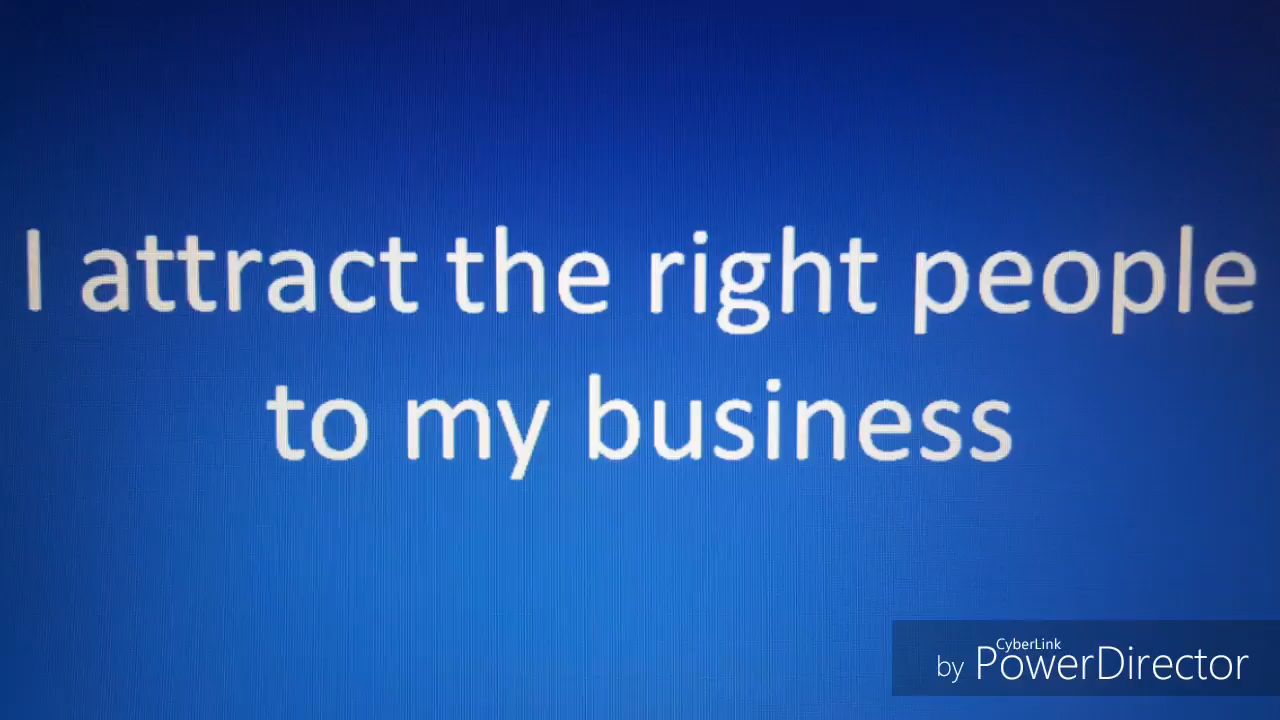 I attract the right people
to my business
CyberLink
by PowerDirector